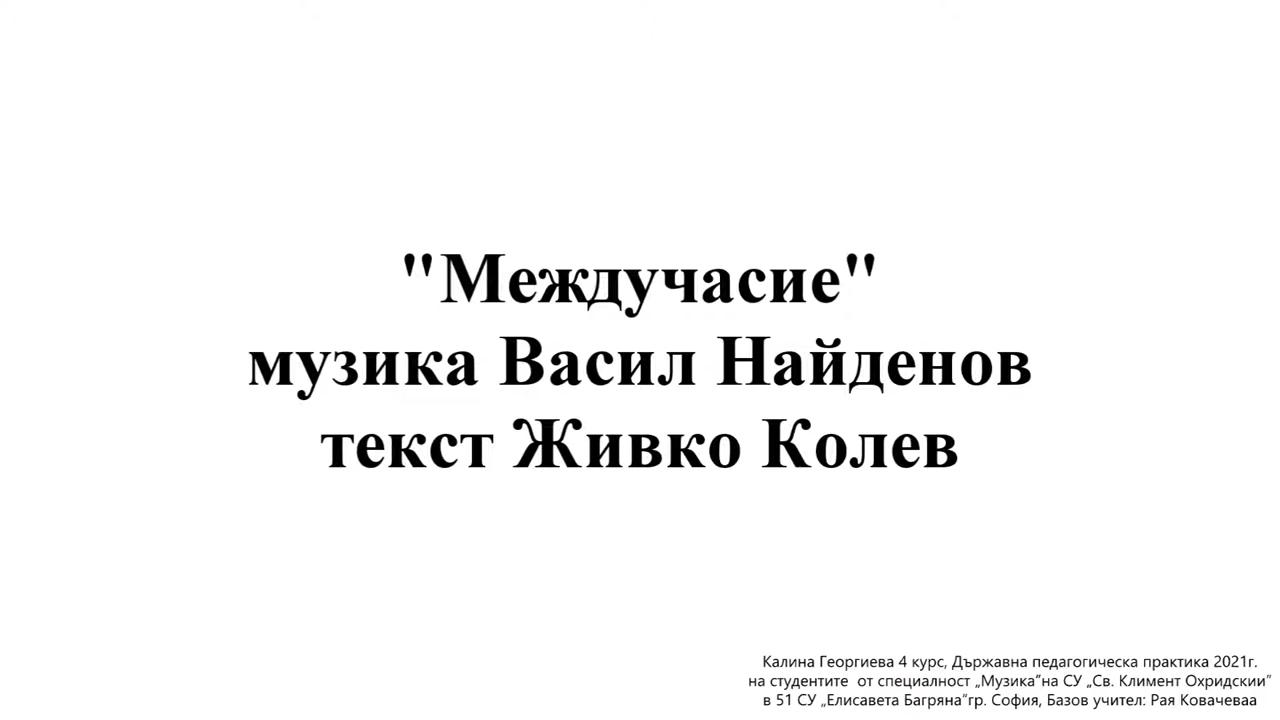 "Междучасие"
музика Васил Найденов
текст Живко Колев
Калина Георгиева 4 курс, Държавна педагогическа практика 2021г.
на студентите  от специалност „Музика”на СУ „Св. Климент Охридскии”
в 51 СУ „Елисавета Багряна”гр. София, Базов учител: Рая Ковачеваа